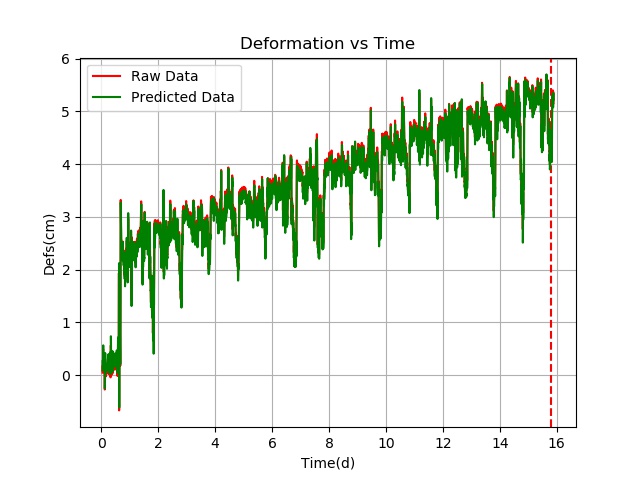 Deformation vs Time
Raw Data
Predicted Data
Defs(cm)
6
5
4
3
2
1
0
0 2 4 6 8 10 12 14 16
Time(d)